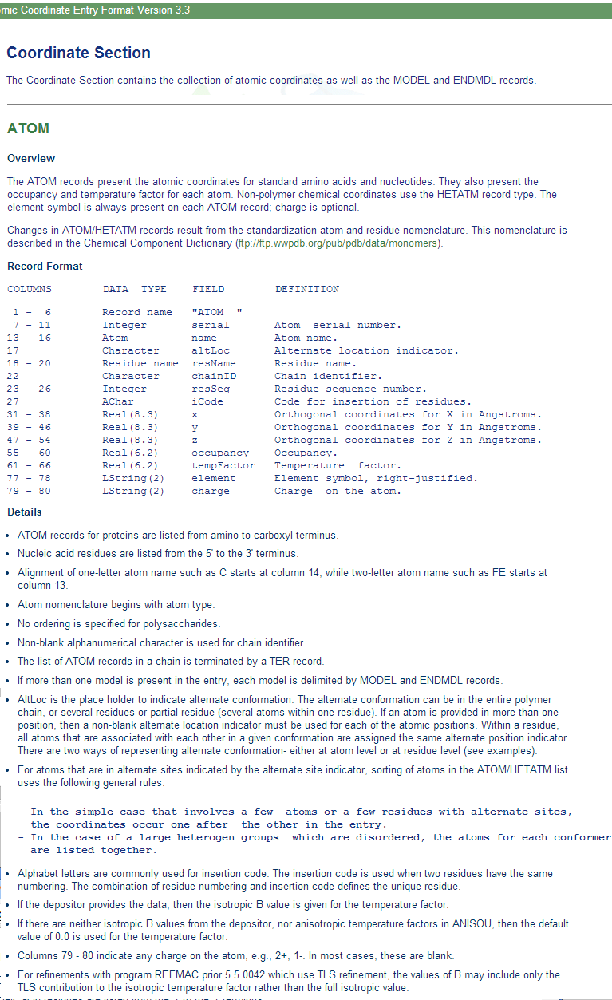 omic Coordinate Entry Format Version 3.3
Coordinate Section
The Coordinate Section contains the collection of atomic coordinates as well as the MODEL and ENDMDL records.
ATOM
Overview
The ATOM records present the atomic coordinates for standard amino acids and nucleotides. They also present the
occupancy and temperature factor for each atom. Non-polymer chemical coordinates use the HETATM record type. The
element symbol is always present on each ATOM record; charge is optional.
Changes in ATOM/HETATM records result from the standardization atom and residue nomenclature. This nomenclature is
described in the Chemical Component Dictionary (ftp://ftp.wwpdb.org/pub/pdb/data/monomers).
Record Format
COLUMNS        DATA  TYPE    FIELD        DEFINITION
-------------------------------------------------------------------------------------
 1 -  6        Record name   "ATOM  "
 7 - 11        Integer       serial       Atom  serial number.
13 - 16        Atom          name         Atom name.
17             Character     altLoc       Alternate location indicator.
18 - 20        Residue name  resName      Residue name.
22             Character     chainID      Chain identifier.
23 - 26        Integer       resSeq       Residue sequence number.
27             AChar         iCode        Code for insertion of residues.
31 - 38        Real(8.3)     x            Orthogonal coordinates for X in Angstroms.
39 - 46        Real(8.3)     y            Orthogonal coordinates for Y in Angstroms.
47 - 54        Real(8.3)     z            Orthogonal coordinates for Z in Angstroms.
55 - 60        Real(6.2)     occupancy    Occupancy.
61 - 66        Real(6.2)     tempFactor   Temperature  factor.
77 - 78        LString(2)    element      Element symbol, right-justified.
79 - 80        LString(2)    charge       Charge  on the atom.
Details
• ATOM records for proteins are listed from amino to carboxyl terminus.
• Nucleic acid residues are listed from the 5' to the 3' terminus.
• Alignment of one-letter atom name such as C starts at column 14, while two-letter atom name such as FE starts at
column 13.
• Atom nomenclature begins with atom type.
• No ordering is specified for polysaccharides.
• Non-blank alphanumerical character is used for chain identifier.
• The list of ATOM records in a chain is terminated by a TER record.
• If more than one model is present in the entry, each model is delimited by MODEL and ENDMDL records.
• AltLoc is the place holder to indicate alternate conformation. The alternate conformation can be in the entire polymer
chain, or several residues or partial residue (several atoms within one residue). If an atom is provided in more than one
position, then a non-blank alternate location indicator must be used for each of the atomic positions. Within a residue,
all atoms that are associated with each other in a given conformation are assigned the same alternate position indicator.
There are two ways of representing alternate conformation- either at atom level or at residue level (see examples).
• For atoms that are in alternate sites indicated by the alternate site indicator, sorting of atoms in the ATOM/HETATM list
uses the following general rules:
- In the simple case that involves a few  atoms or a few residues with alternate sites,
the coordinates occur one after  the other in the entry.
- In the case of a large heterogen groups  which are disordered, the atoms for each conformer
are listed together.
• Alphabet letters are commonly used for insertion code. The insertion code is used when two residues have the same
numbering. The combination of residue numbering and insertion code defines the unique residue.
• If the depositor provides the data, then the isotropic B value is given for the temperature factor.
• If there are neither isotropic B values from the depositor, nor anisotropic temperature factors in ANISOU, then the default
value of 0.0 is used for the temperature factor.
• Columns 79 - 80 indicate any charge on the atom, e.g., 2+, 1-. In most cases, these are blank.
• For refinements with program REFMAC prior 5.5.0042 which use TLS refinement, the values of B may include only the
TLS contribution to the isotropic temperature factor rather than the full isotropic value.